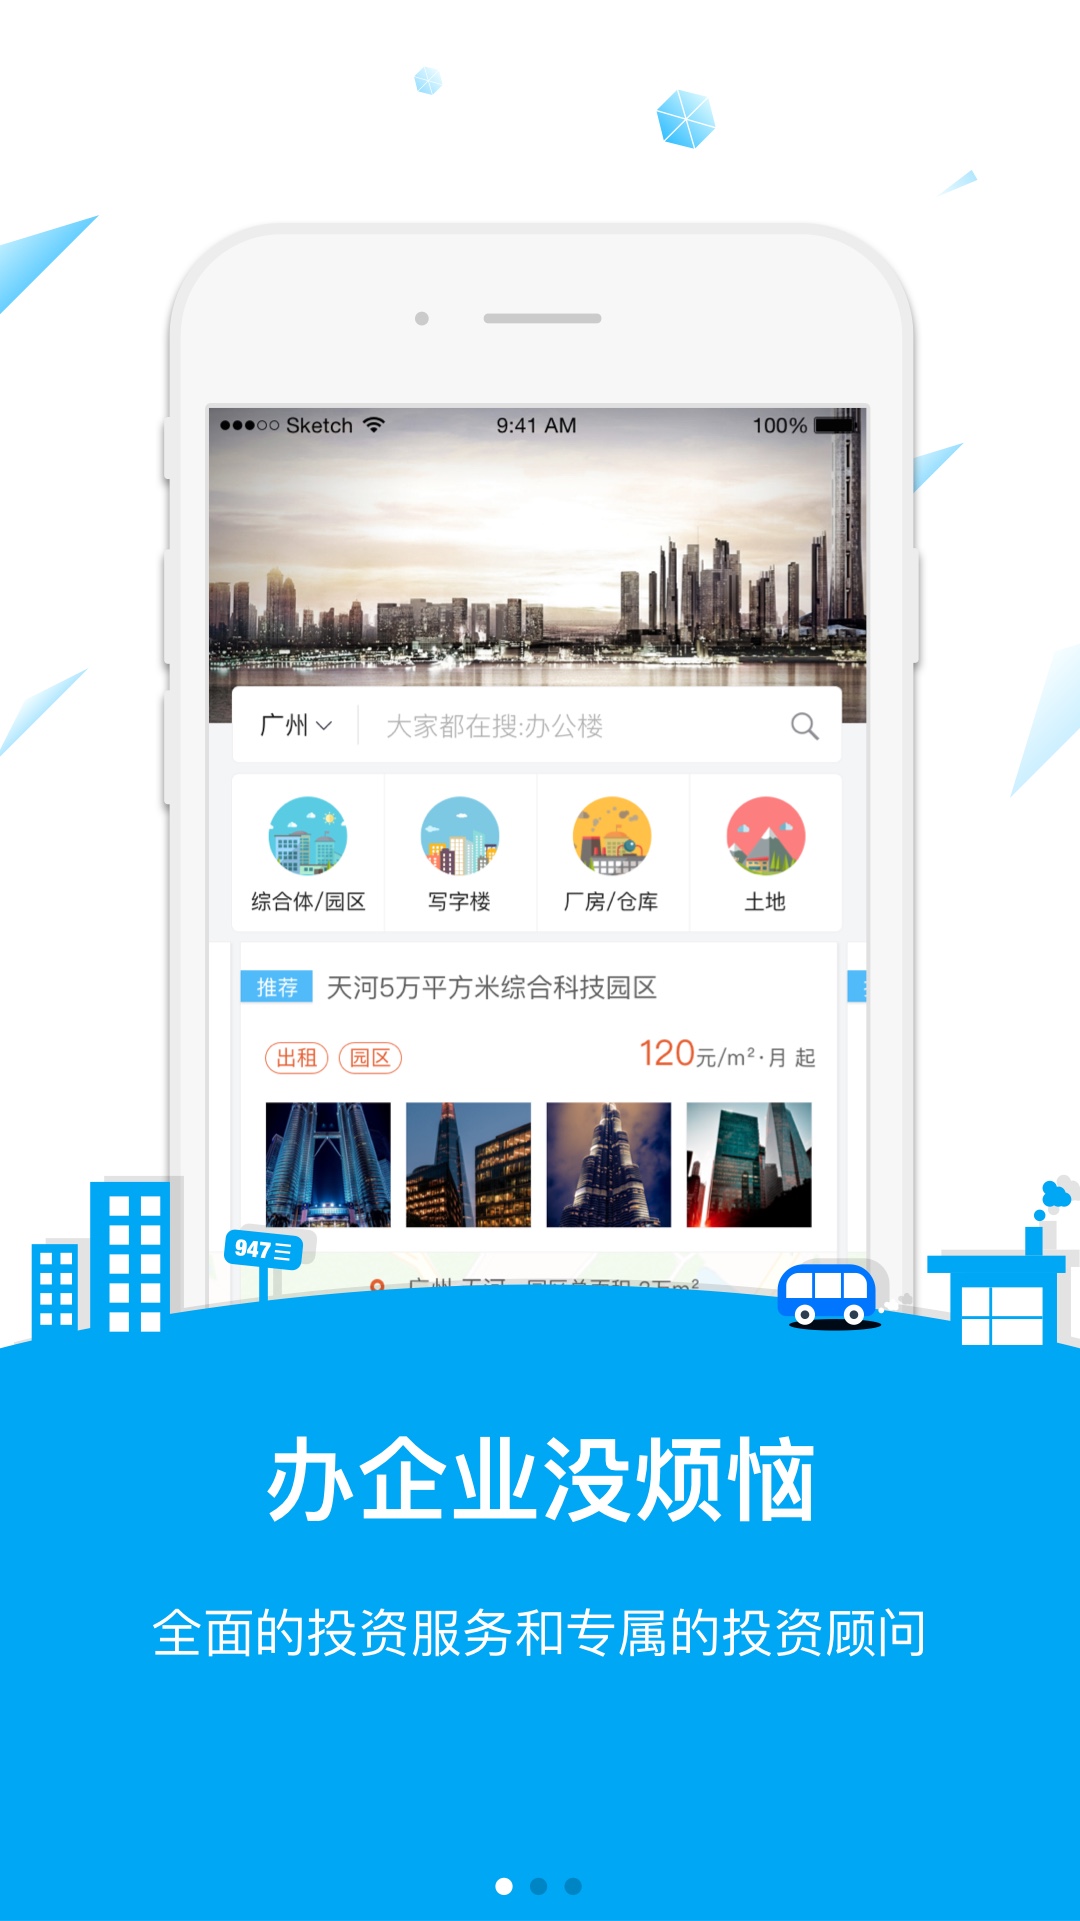 Sketch 9:41 AM 100%
广州 大家都在搜:办公楼
综合体/园区 写字楼 厂房/仓库 土地
推荐 天河5万平方米综合科技园区
出租 园区 120元/m²·月 起
947
办企业没烦恼
全面的投资服务和专属的投资顾问